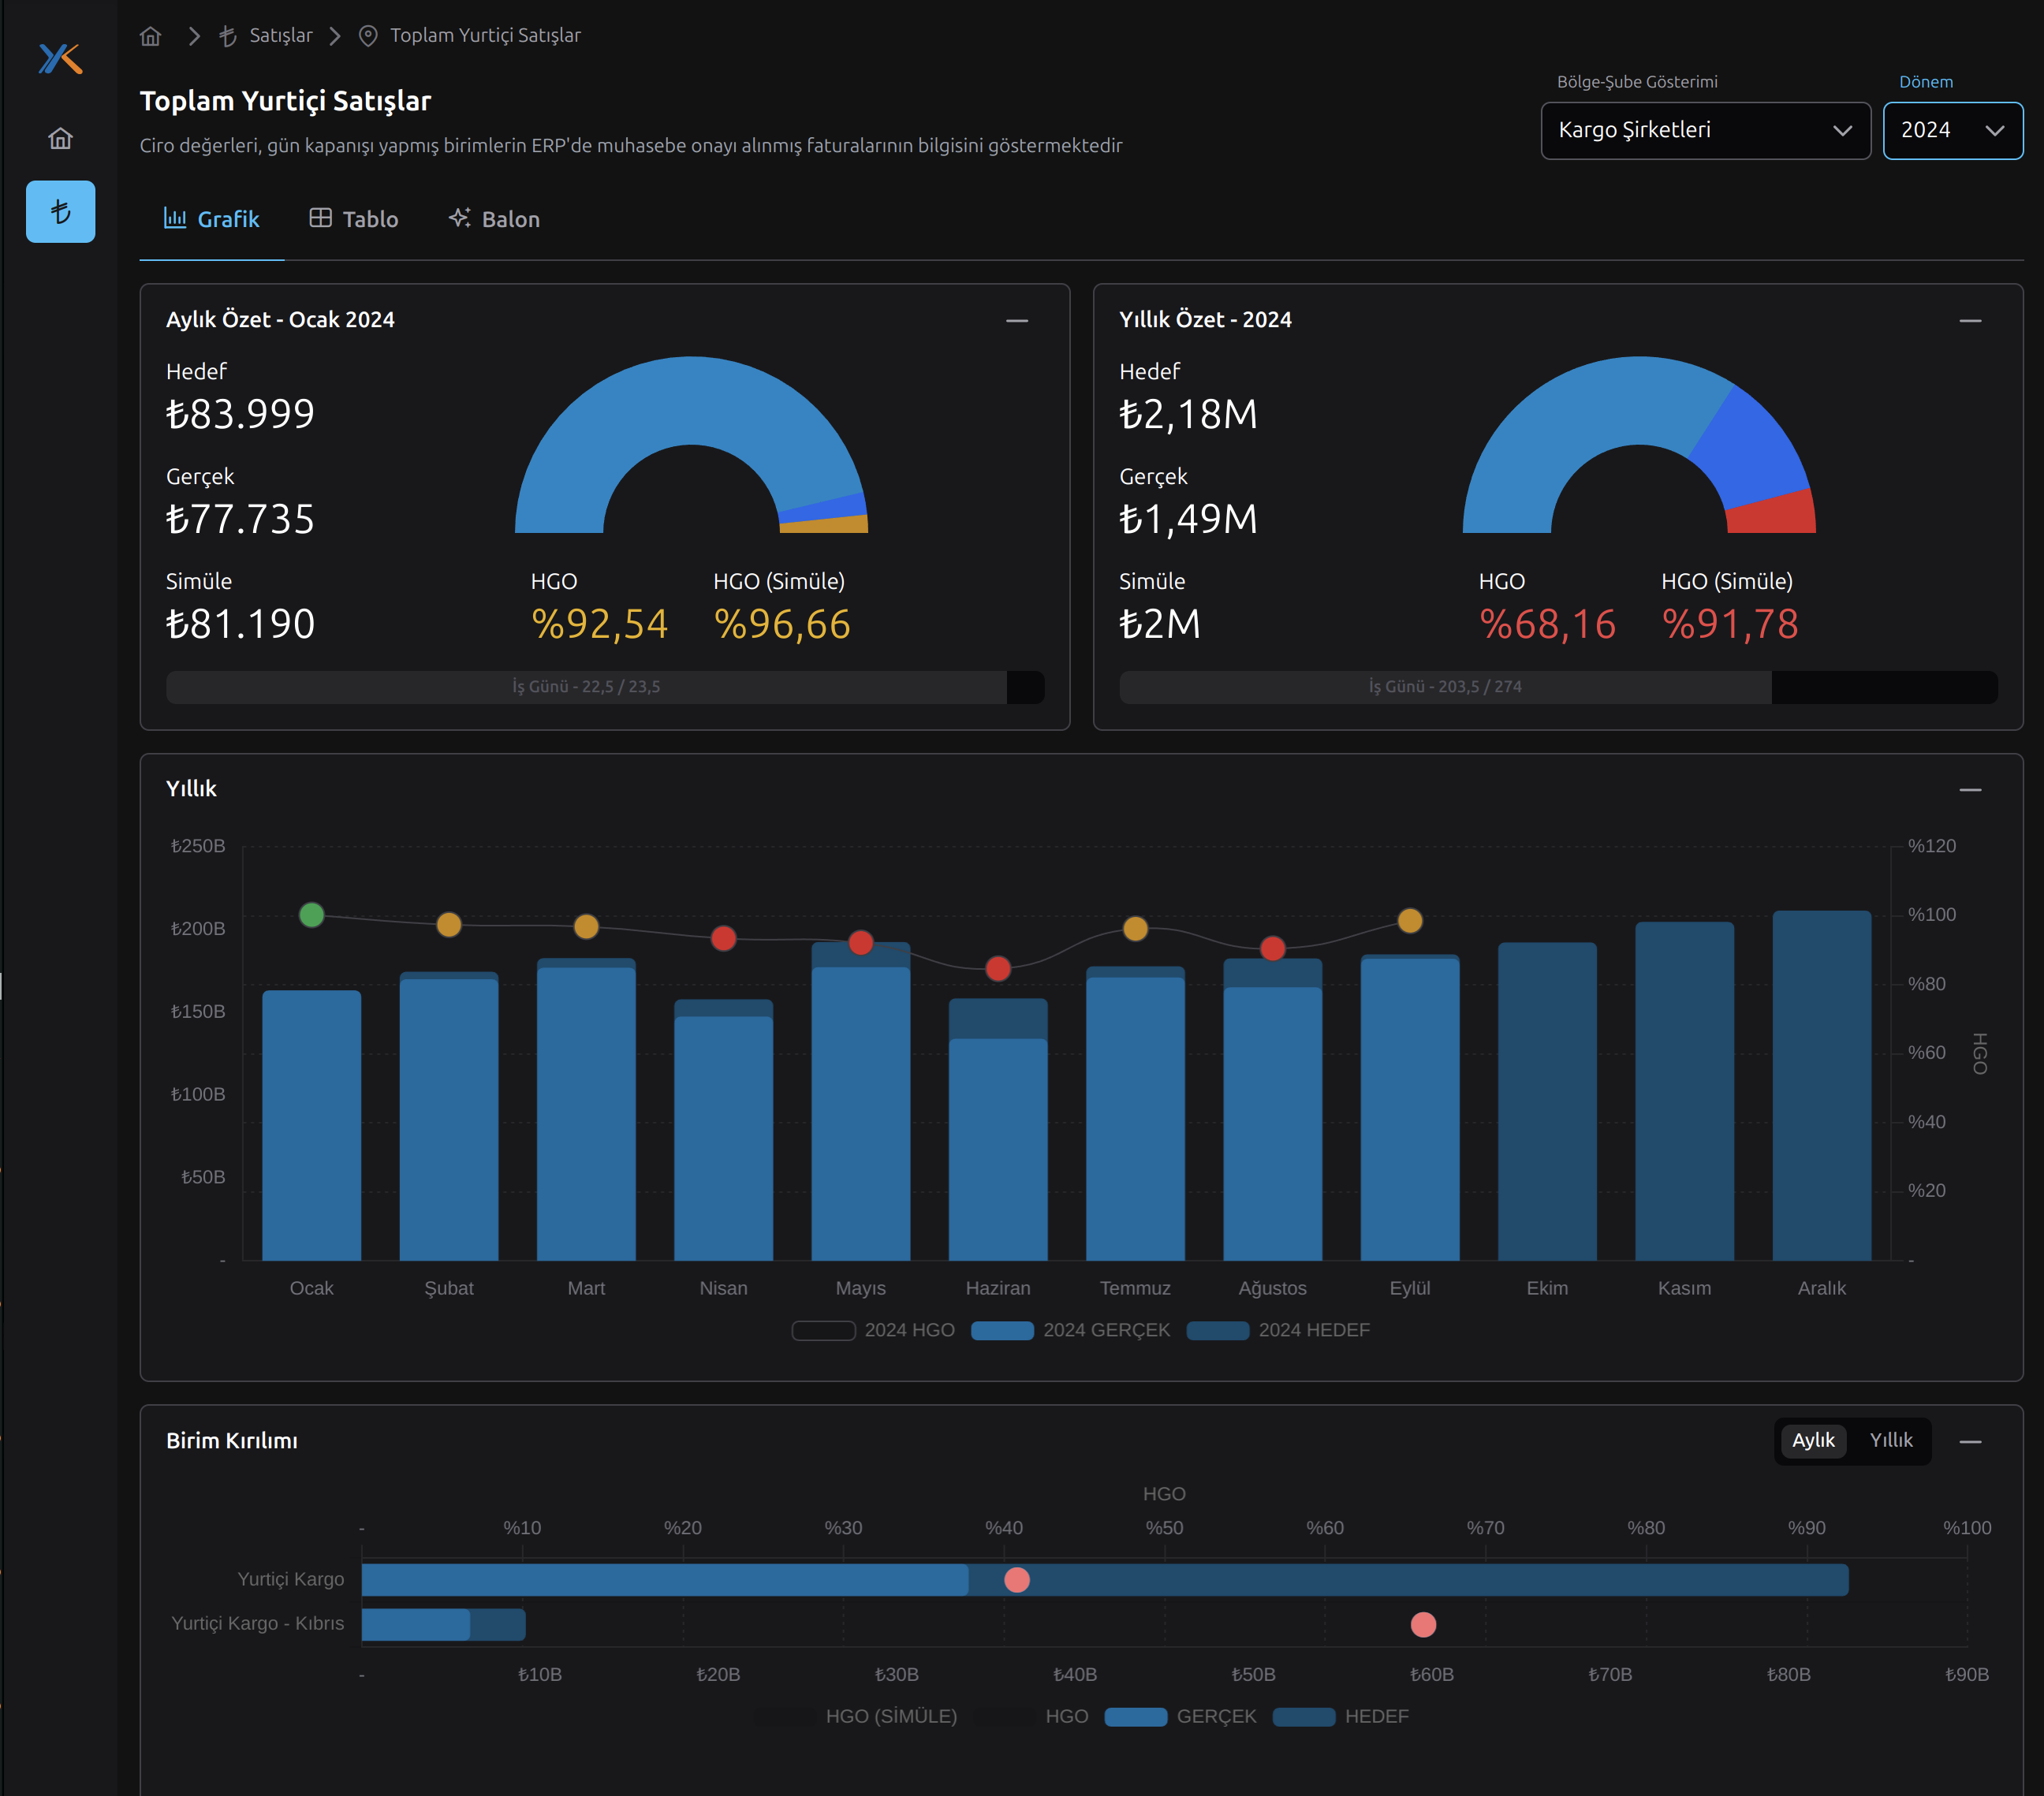 Satışlar
Toplam Yurtiçi Satışlar
Toplam Yurtiçi Satışlar
Ciro değerleri, gün kapanışı yapmış birimlerin ERP'de muhasebe onayı alınmış faturalarının bilgisini göstermektedir
Bölge-Şube Gösterimi
Kargo Şirketleri
Dönem
2024
Grafik
Tablo
Balon
Aylık Özet - Ocak 2024
Hedef
₺83.999
Gerçek
₺77.735
Simüle
₺81.190
HGO
%92,54
HGO (Simüle)
%96,66
İş Günü - 22,5 / 23,5
Yıllık Özet - 2024
Hedef
₺2,18M
Gerçek
₺1,49M
Simüle
₺2M
HGO
%68,16
HGO (Simüle)
%91,78
İş Günü - 203,5 / 274
Yıllık
₺250B
₺200B
₺150B
₺100B
₺50B
-
%120
%100
%80
%60
%40
%20
-
HGO
Ocak
Şubat
Mart
Nisan
Mayıs
Haziran
Temmuz
Ağustos
Eylül
Ekim
Kasım
Aralık
2024 HGO
2024 GERÇEK
2024 HEDEF
Birim Kırılımı
Aylık
Yıllık
HGO
-
%10
%20
%30
%40
%50
%60
%70
%80
%90
%100
Yurtiçi Kargo
Yurtiçi Kargo - Kıbrıs
-
₺10B
₺20B
₺30B
₺40B
₺50B
₺60B
₺70B
₺80B
₺90B
HGO (SİMÜLE)
HGO
GERÇEK
HEDEF